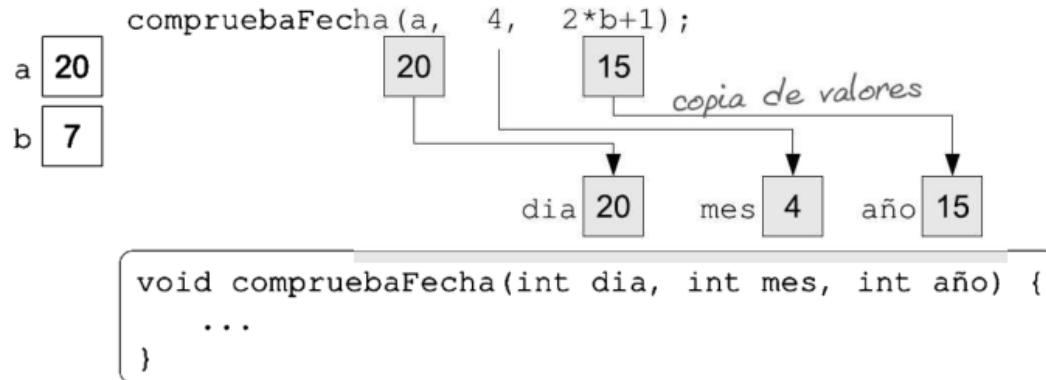 compruebaFecha(a, 4, 2*b+1);
a 20 20 15
copia de valores
b 7
dia 20 mes 4 año 15
void compruebaFecha(int dia, int mes, int año) {
...
}